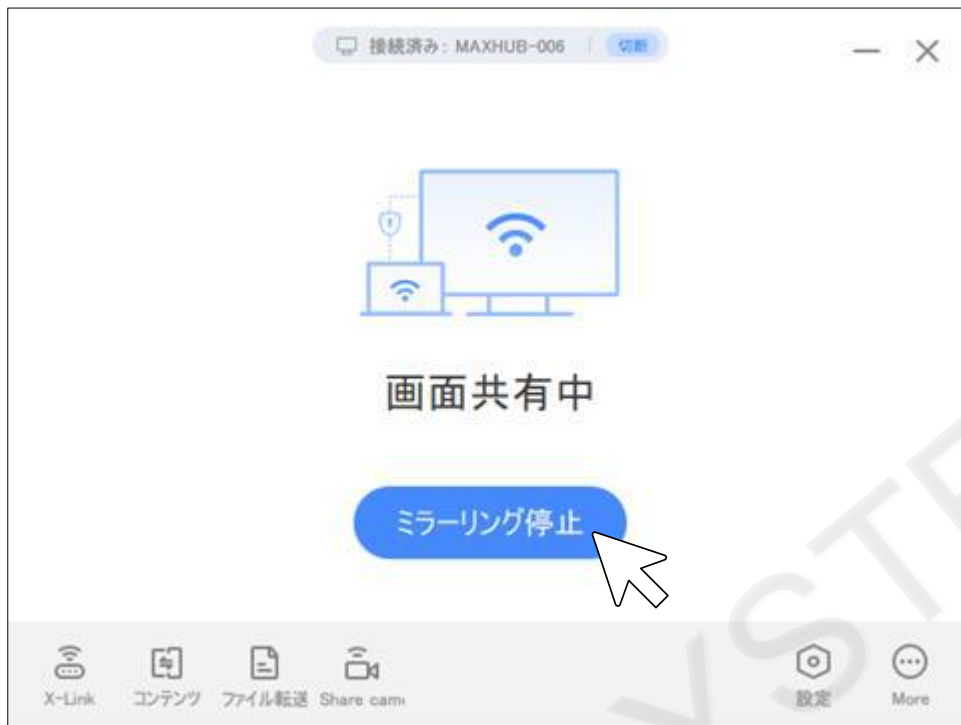 接続済み: MAXHUB-006 切断
画面共有中
ミラーリング停止
X-Link コンテンツ ファイル転送 Share cam 設定 More
YSTE